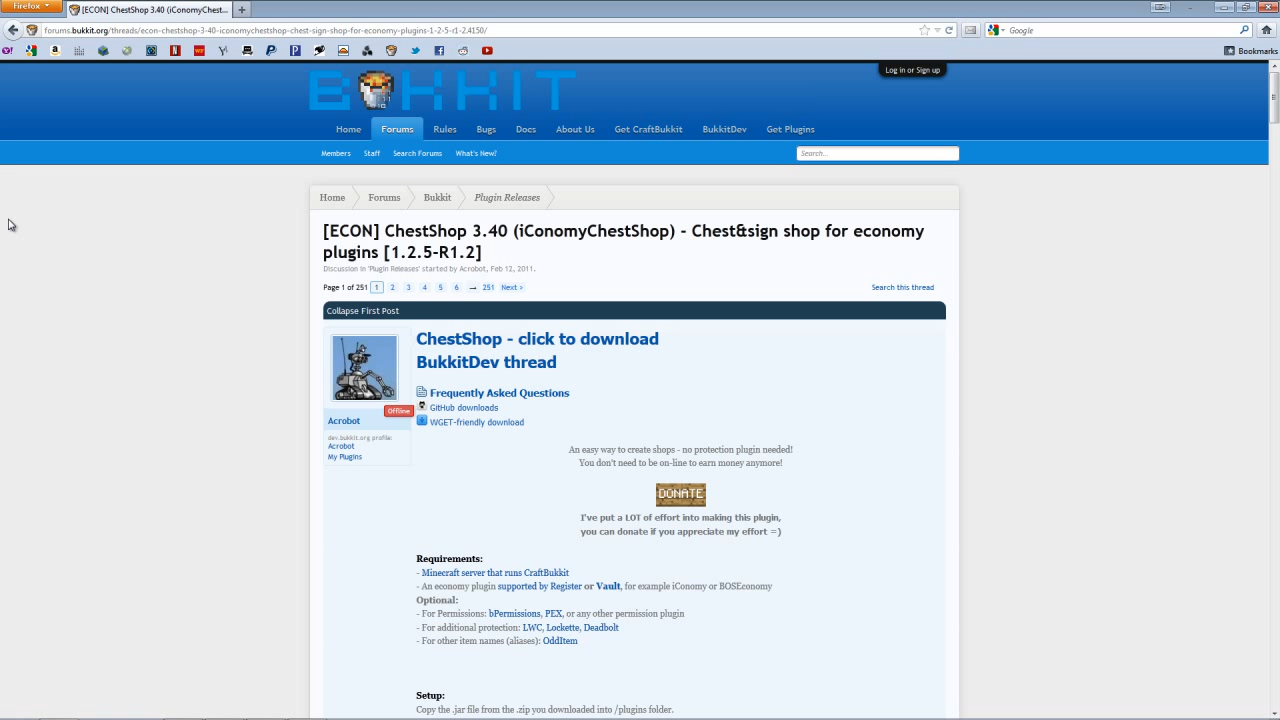 Firefox
[ECON] ChestShop 3.40 (iConomyChest...
forums.bukkit.org/threads/econ-chestshop-3-40-iconomychestshop-chest-sign-shop-for-economy-plugins-1-2-5-r1-2.4150/
Google
Bookmarks
Log in or Sign up
BUKKIT
Home Forums Rules Bugs Docs About Us Get CraftBukkit BukkitDev Get Plugins
Members Staff Search Forums What's New?
Search...
Home Forums Bukkit Plugin Releases
[ECON] ChestShop 3.40 (iConomyChestShop) - Chest&sign shop for economy
plugins [1.2.5-R1.2]
Discussion in 'Plugin Releases' started by Acrobot, Feb 12, 2011.
Page 1 of 251 1 2 3 4 5 6 → 251 Next >
Search this thread
Collapse First Post
Offline
Acrobot
dev.bukkit.org profile:
Acrobot
My Plugins
ChestShop - click to download
BukkitDev thread
Frequently Asked Questions
GitHub downloads
WGET-friendly download
An easy way to create shops - no protection plugin needed!
You don't need to be on-line to earn money anymore!
DONATE
I've put a LOT of effort into making this plugin,
you can donate if you appreciate my effort =)
Requirements:
- Minecraft server that runs CraftBukkit
- An economy plugin supported by Register or Vault, for example iConomy or BOSEconomy
Optional:
- For Permissions: bPermissions, PEX, or any other permission plugin
- For additional protection: LWC, Lockette, Deadbolt
- For other item names (aliases): OddItem
Setup:
Copy the .jar file from the .zip you downloaded into /plugins folder.